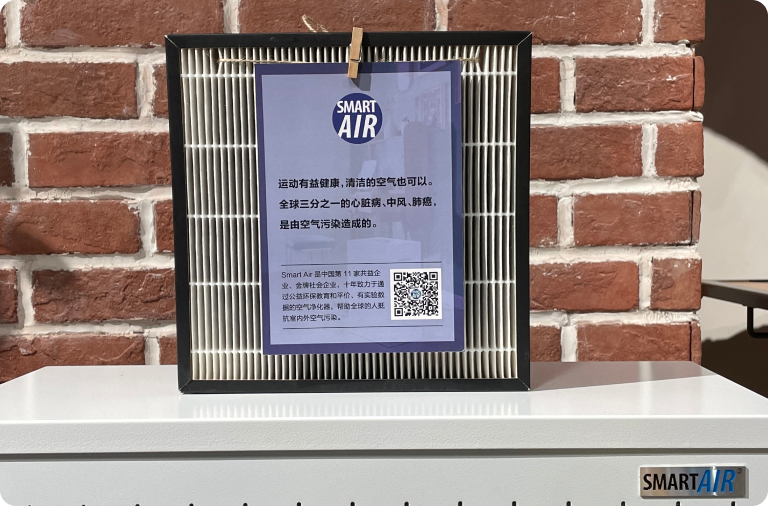 SMART
AIR
运动有益健康，清洁的空气也可以。
全球三分之一的心脏病、中风、肺癌，
是由空气污染造成的。
Smart Air 是中国第 11 家共益企
业、金牌社会企业，十年致力于通
过公益环保教育和平价、有实验数
据的空气净化器，帮助全球的人抵
抗室内外空气污染。
SMARTAIR